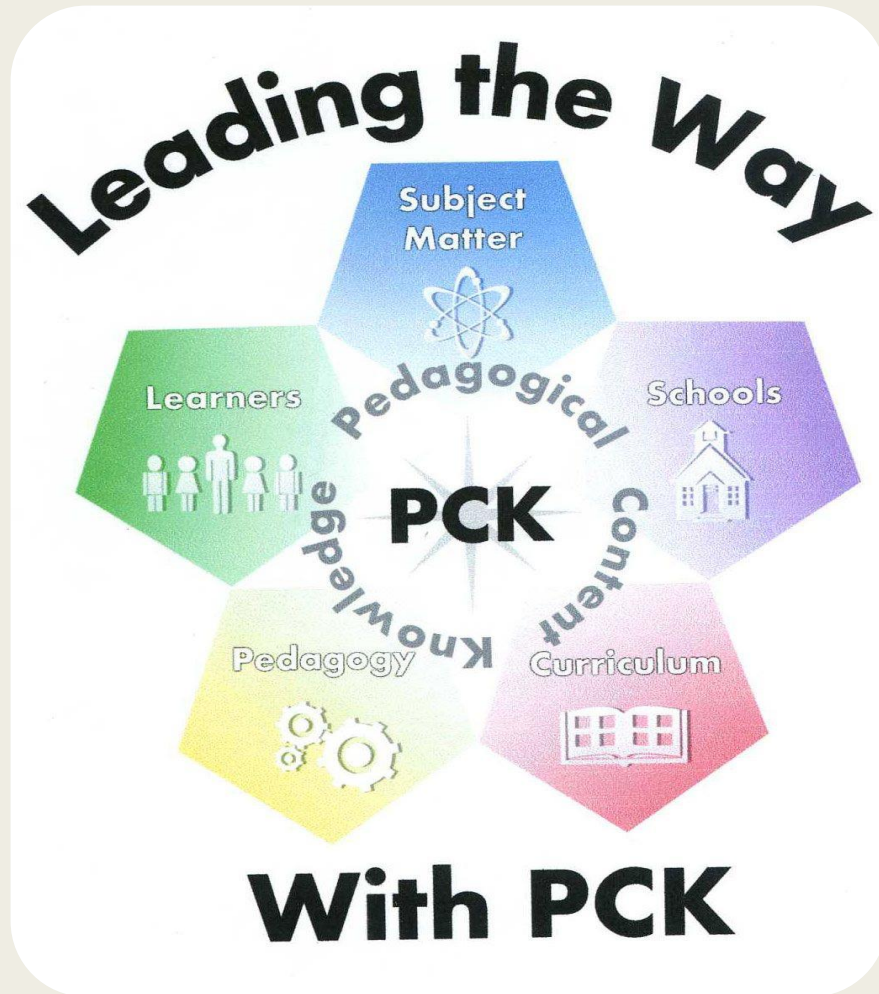 Leading the Way
Subject
Matter
Learners
Schools
Pedagogical
Content
Knowledge
PCK
Pedagogy
Curriculum
With PCK